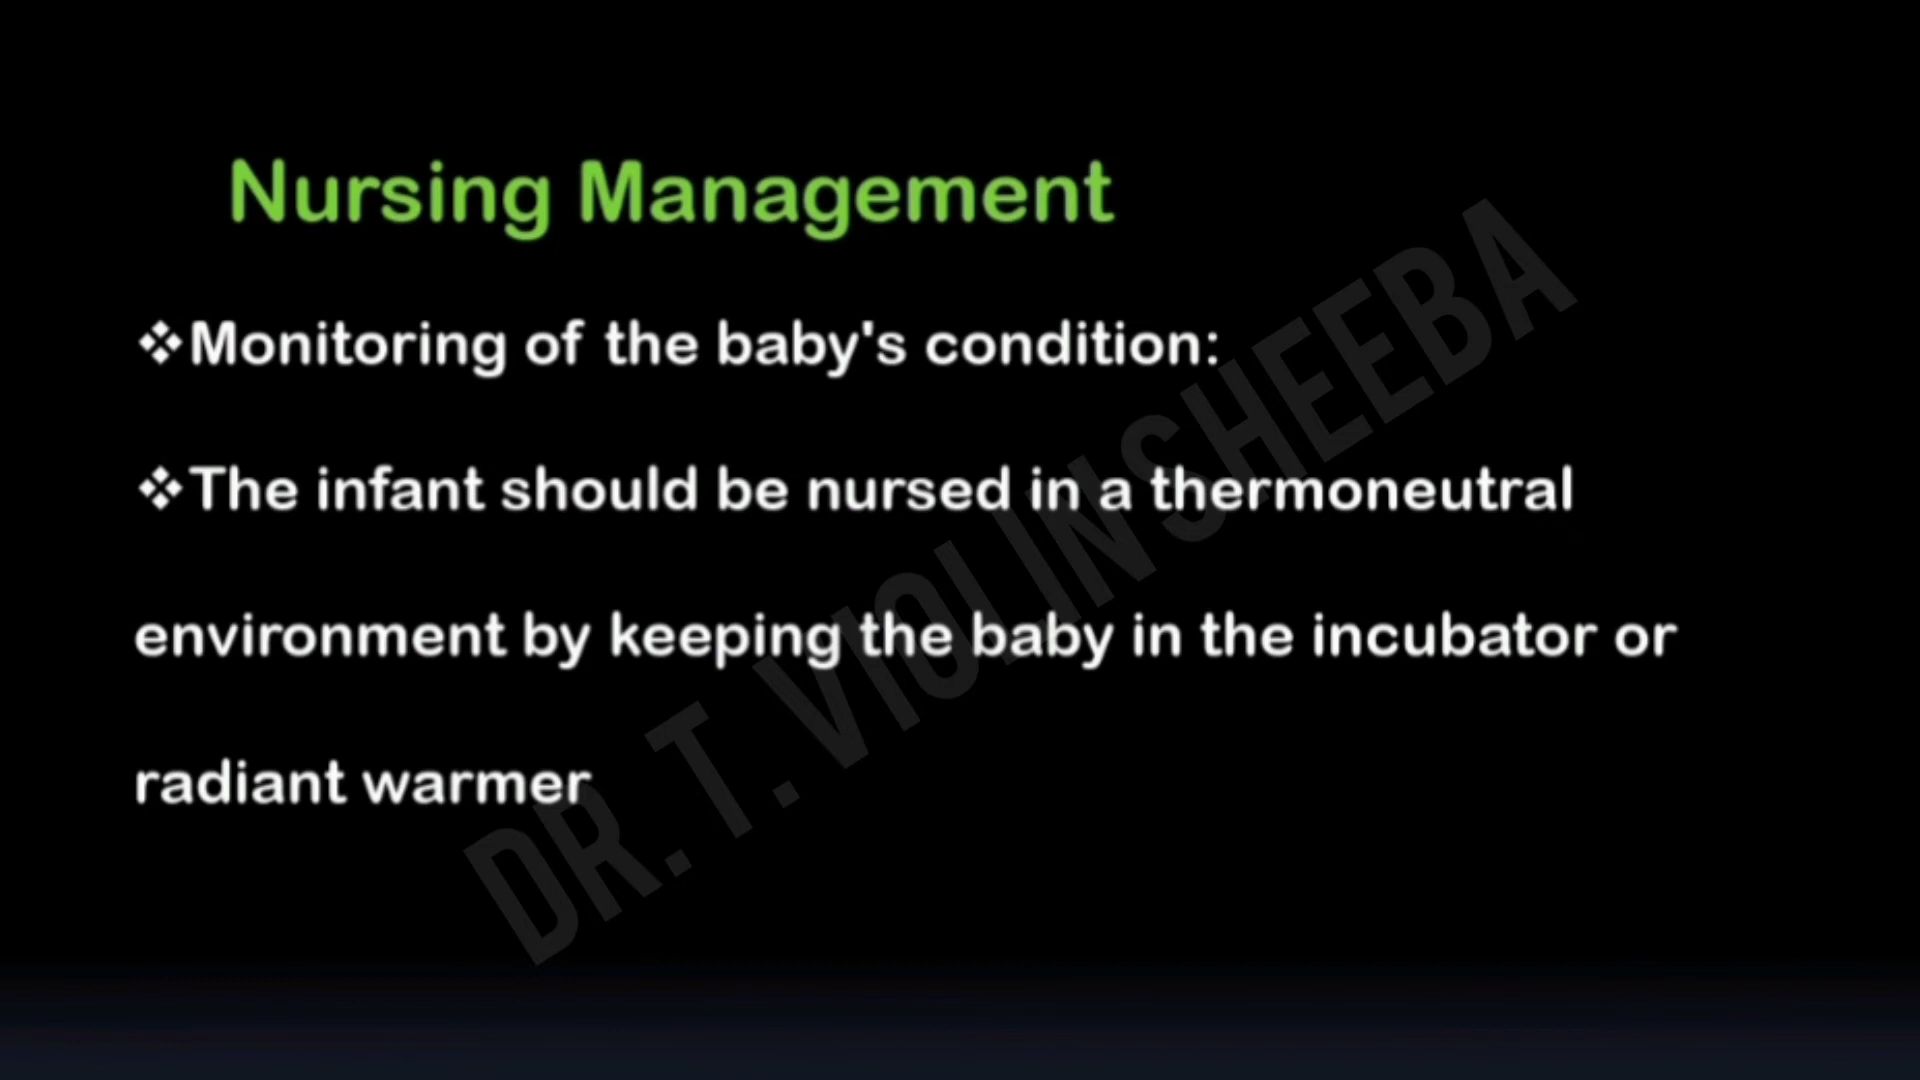 Nursing Management
❖Monitoring of the baby's condition:
❖The infant should be nursed in a thermoneutral
environment by keeping the baby in the incubator or
radiant warmer
DR. T. VIOLIN SHEEBA